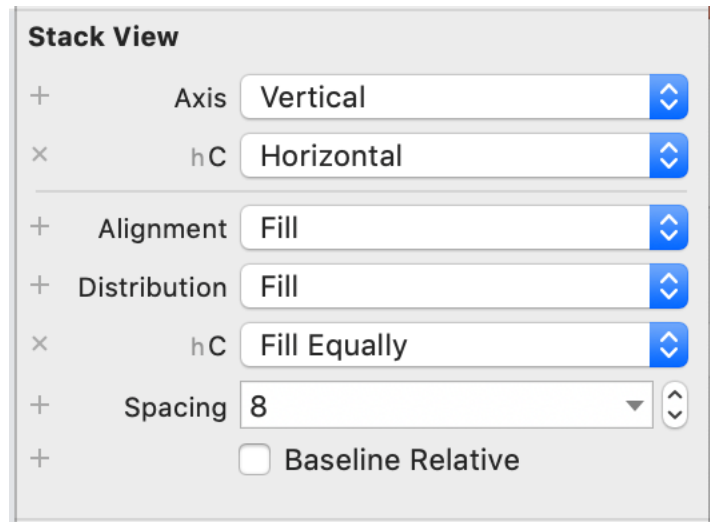 Stack View
+ Axis Vertical
× hC Horizontal
+ Alignment Fill
+ Distribution Fill
× hC Fill Equally
+ Spacing 8
+ Baseline Relative